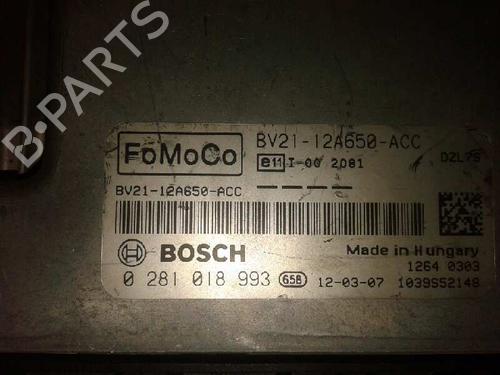 B-PARTS
FoMoCo
BV21-12A650-ACC
e11 I-00 2081
DZL7S
BV21-12A650-ACC
BOSCH
Made in Hungary
1264 0303
0 281 018 993 658 12-03-07 1039S52148